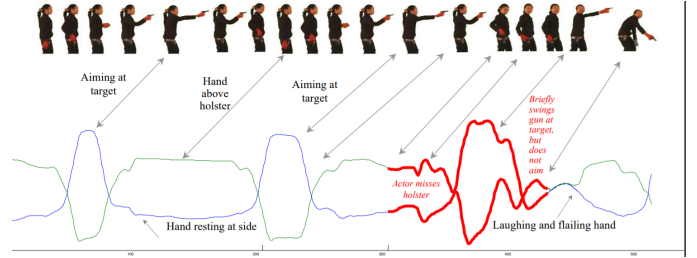 Aiming at
target
Hand
above
holster
Aiming at
target
Briefly
swings
gun at
target,
but
does
not
aim
Actor misses
holster
Hand resting at side
Laughing and flailing hand
100
200
300
400
500